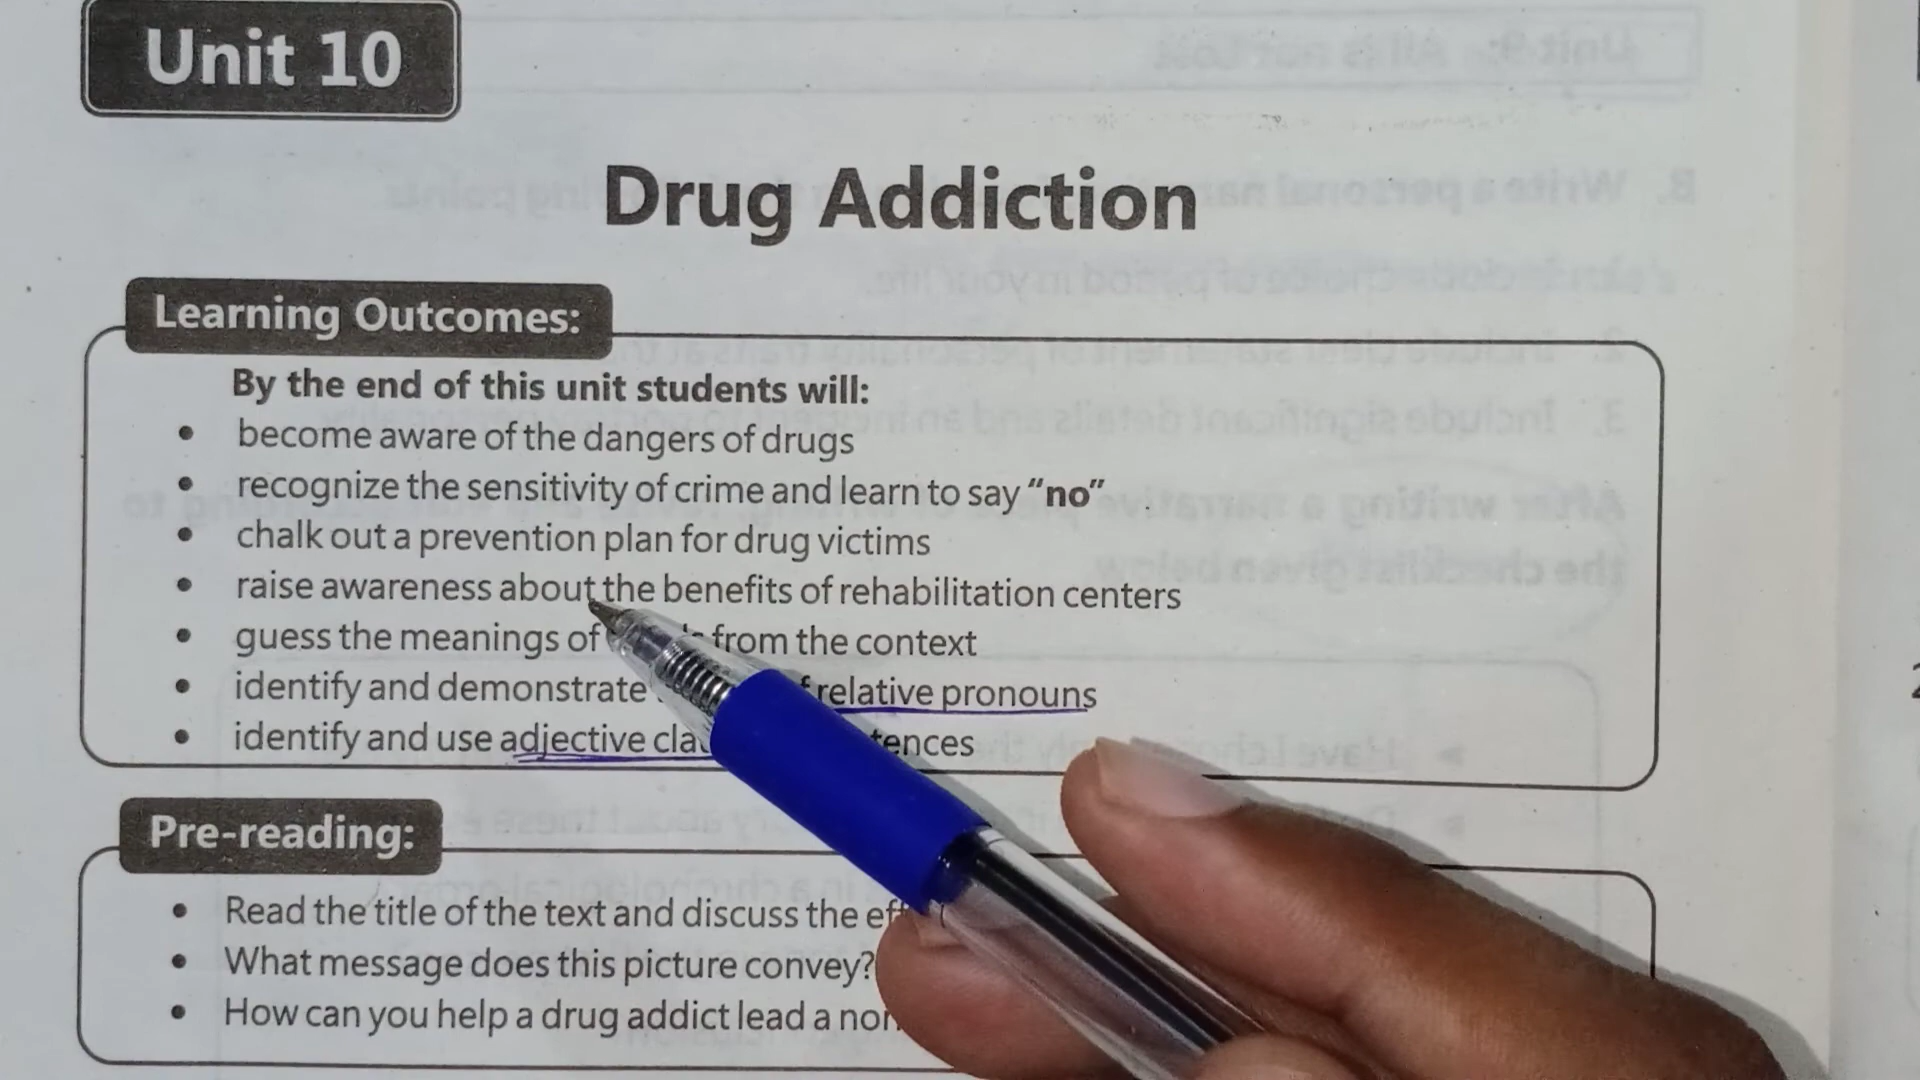 Unit 10
Drug Addiction
Learning Outcomes:
By the end of this unit students will:
• become aware of the dangers of drugs
• recognize the sensitivity of crime and learn to say “no”
• chalk out a prevention plan for drug victims
• raise awareness about the benefits of rehabilitation centers
• guess the meanings of from the context
• identify and demonstrate relative pronouns
• identify and use adjective
Pre-reading:
• Read the title of the text and discuss the
• What message does this picture convey?
• How can you help a drug addict lead a